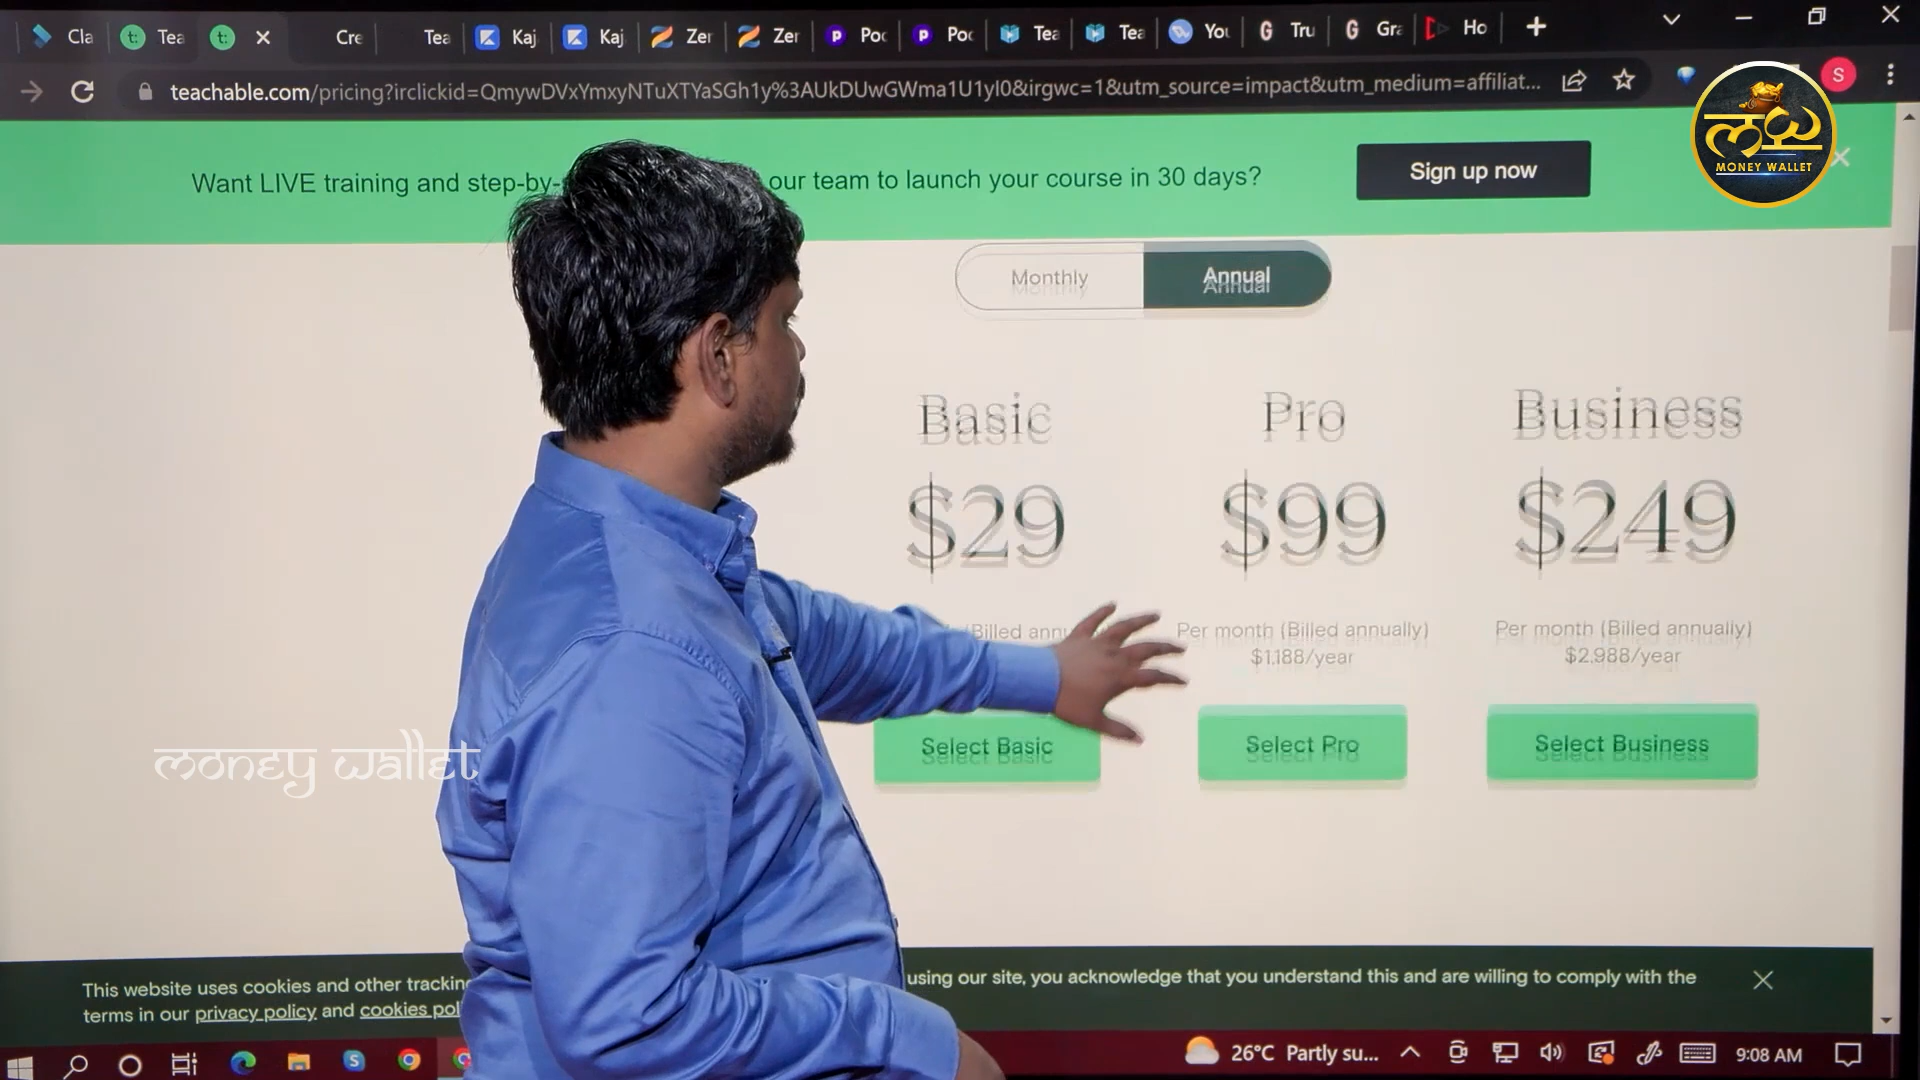 Cla
Tea
Cre
Tea
Kaj
Kaj
Zer
Zer
Poc
Poc
Tea
Tea
You
Tru
Gra
Ho
teachable.com/pricing?irclickid=QmywDVxYmxyNTuXTYaSGh1y%3AUkDUwGWma1U1yI0&irgwc=1&utm_source=impact&utm_medium=affiliat...
S
MONEY WALLET
Want LIVE training and step-by- our team to launch your course in 30 days?
Sign up now
Monthly
Annual
Basic
Pro
Business
$29
$99
$249
(Billed
Per month (Billed annually)
Per month (Billed annually)
$1,188/year
$2,988/year
Select Basic
Select Pro
Select Business
money wallet
This website uses cookies and other tracking using our site, you acknowledge that you understand this and are willing to comply with the
terms in our privacy policy and cookies
26°C Partly su...
9:08 AM